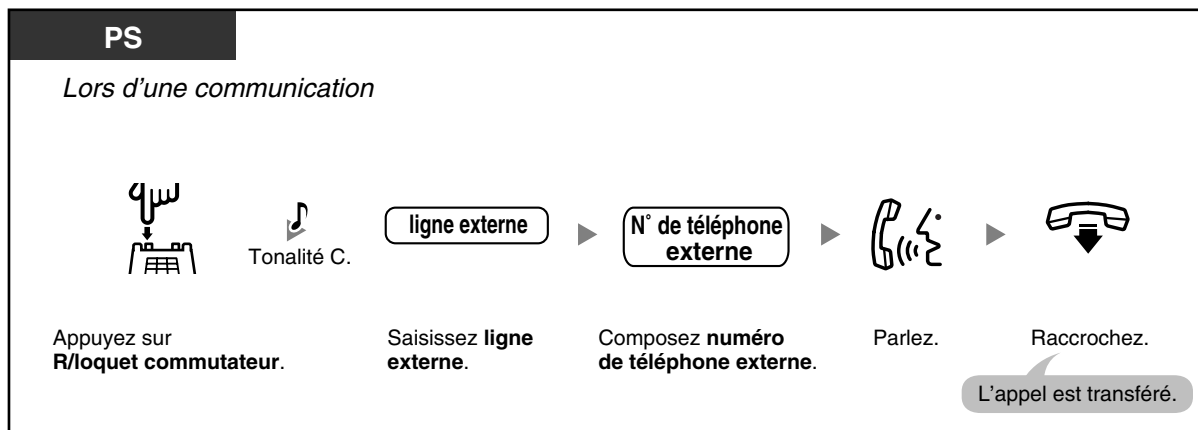 PS
Lors d'une communication
Tonalité C.
ligne externe
N° de téléphone
externe
Appuyez sur
R/loquet commutateur.
Saisissez ligne
externe.
Composez numéro
de téléphone externe.
Parlez.
Raccrochez.
L'appel est transféré.